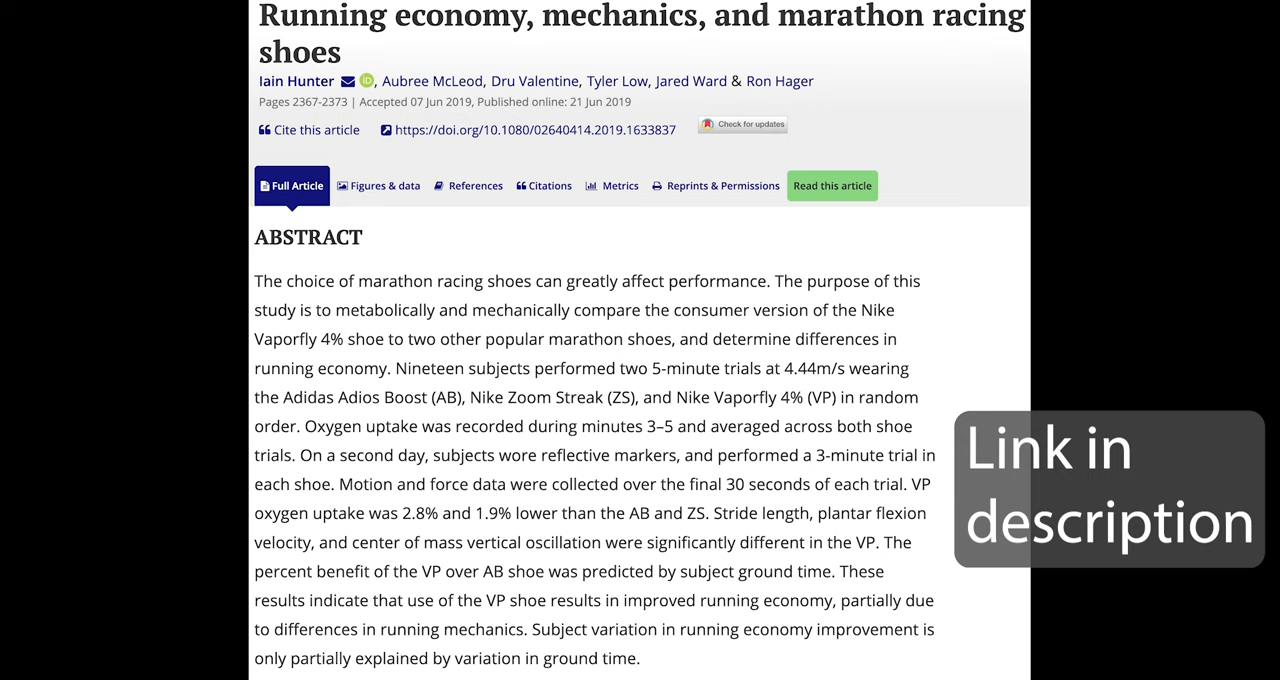 Running economy, mechanics, and marathon racing
shoes
Iain Hunter iD, Aubree McLeod, Dru Valentine, Tyler Low, Jared Ward & Ron Hager
Pages 2367-2373 | Accepted 07 Jun 2019, Published online: 21 Jun 2019
Cite this article https://doi.org/10.1080/02640414.2019.1633837 Check for updates
Full Article Figures & data References Citations Metrics Reprints & Permissions Read this article
ABSTRACT
The choice of marathon racing shoes can greatly affect performance. The purpose of this
study is to metabolically and mechanically compare the consumer version of the Nike
Vaporfly 4% shoe to two other popular marathon shoes, and determine differences in
running economy. Nineteen subjects performed two 5-minute trials at 4.44m/s wearing
the Adidas Adios Boost (AB), Nike Zoom Streak (ZS), and Nike Vaporfly 4% (VP) in random
order. Oxygen uptake was recorded during minutes 3–5 and averaged across both shoe
trials. On a second day, subjects wore reflective markers, and performed a 3-minute trial in
each shoe. Motion and force data were collected over the final 30 seconds of each trial. VP
oxygen uptake was 2.8% and 1.9% lower than the AB and ZS. Stride length, plantar flexion
velocity, and center of mass vertical oscillation were significantly different in the VP. The
percent benefit of the VP over AB shoe was predicted by subject ground time. These
results indicate that use of the VP shoe results in improved running economy, partially due
to differences in running mechanics. Subject variation in running economy improvement is
only partially explained by variation in ground time.
Link in
description